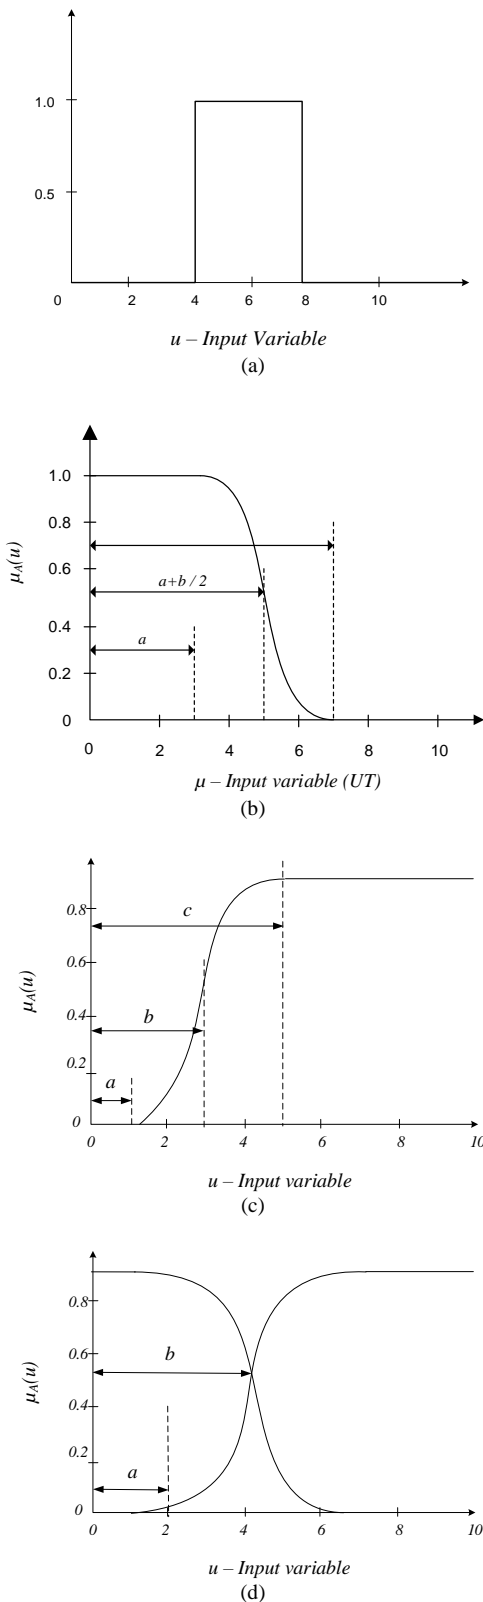 1.0
0.5
0 2 4 6 8 10
u – Input Variable
(a)
1.0
0.8
μA(u)
0.6
a+b / 2
0.4
a
0.2
0
0 2 4 6 8 10
μ – Input variable (UT)
(b)
0.8
c
0.6
μA(u)
0.4
b
0.2
a
0
0 2 4 6 8 10
u – Input variable
(c)
0.8
0.6
b
μA(u)
0.4
0.2
a
0
0 2 4 6 8 10
u – Input variable
(d)